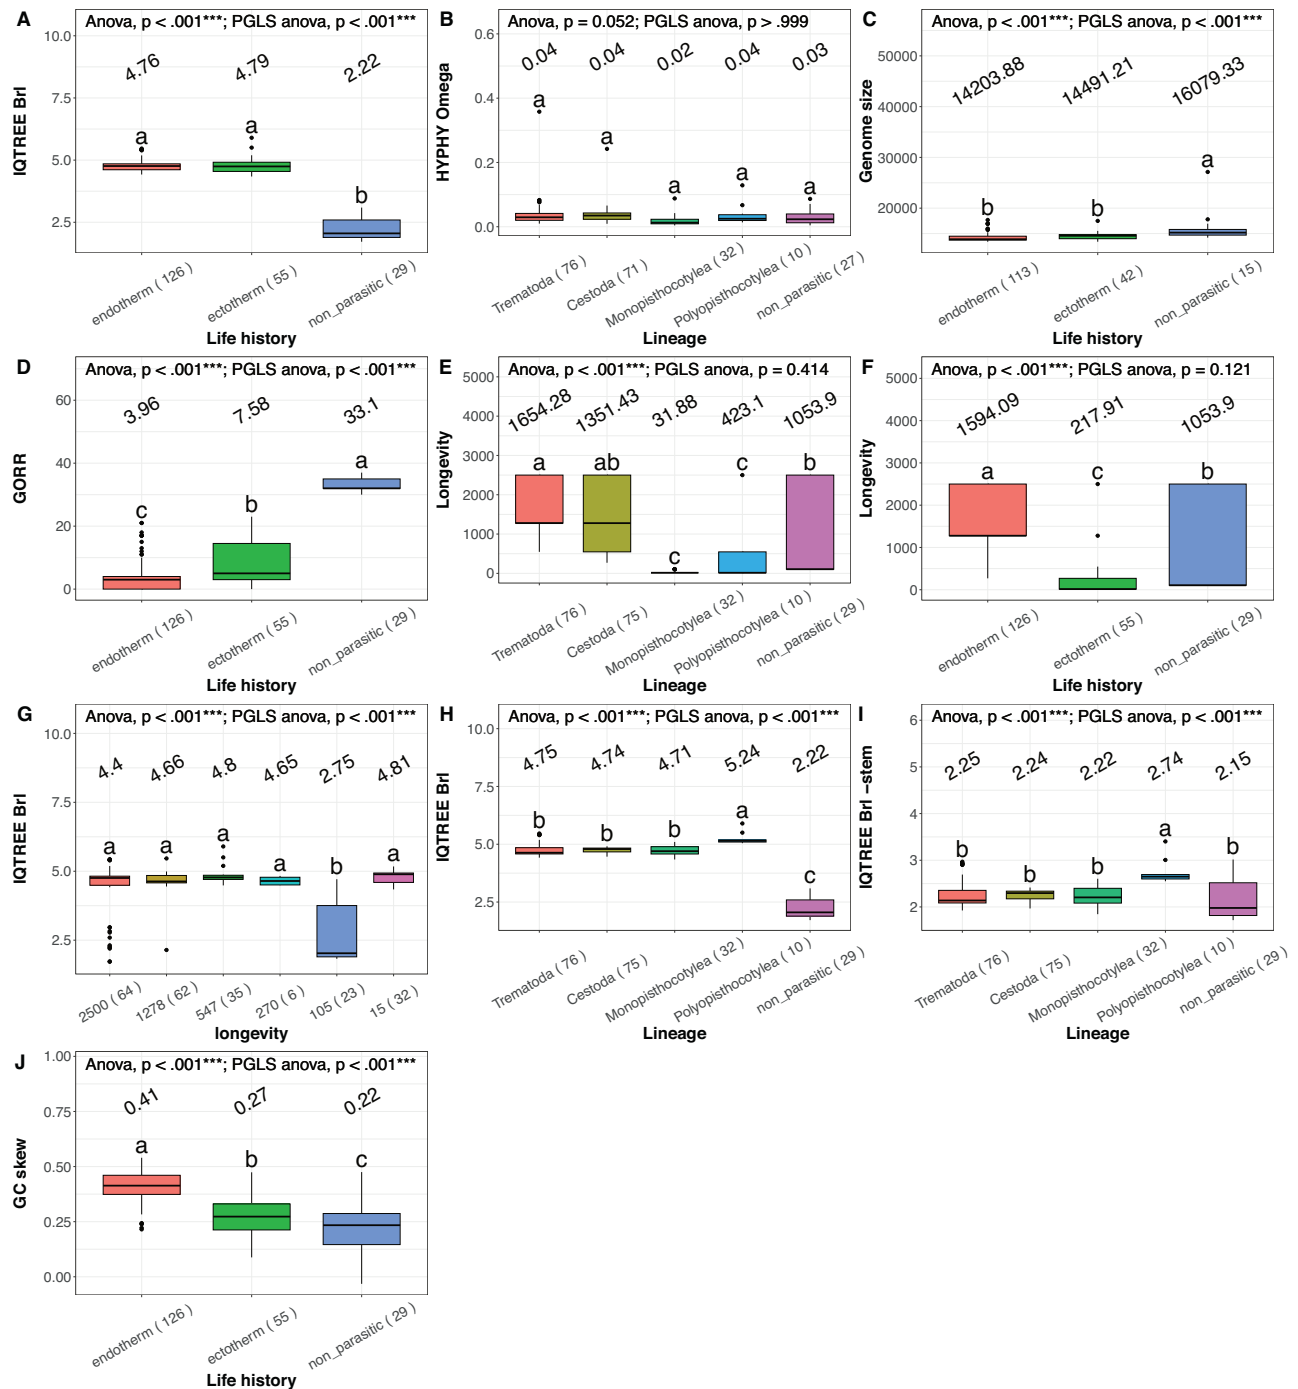 A
Anova, p < .001***; PGLS anova, p < .001***
10.0
7.5
5.0
2.5
IQTREE Brl
4.76
4.79
2.22
a
a
b
endotherm ( 126 )
ectotherm ( 55 )
non_parasitic ( 29 )
Life history
B
Anova, p = 0.052; PGLS anova, p > .999
0.6
0.4
0.2
0.0
HYPHY Omega
0.04
0.04
0.02
0.04
0.03
a
a
a
a
a
Trematoda ( 76 )
Cestoda ( 71 )
Monopisthocotylea ( 32 )
Polyopisthocotylea ( 10 )
non_parasitic ( 27 )
Lineage
C
Anova, p < .001***; PGLS anova, p < .001***
50000
40000
30000
20000
Genome size
14203.88
14491.21
16079.33
b
b
a
endotherm ( 113 )
ectotherm ( 42 )
non_parasitic ( 15 )
Life history
D
Anova, p < .001***; PGLS anova, p < .001***
60
40
20
0
GORR
3.96
7.58
33.1
c
b
a
endotherm ( 126 )
ectotherm ( 55 )
non_parasitic ( 29 )
Life history
E
Anova, p < .001***; PGLS anova, p = 0.414
5000
4000
3000
2000
1000
0
Longevity
1654.28
1351.43
31.88
423.1
1053.9
a
ab
c
c
b
Trematoda ( 76 )
Cestoda ( 75 )
Monopisthocotylea ( 32 )
Polyopisthocotylea ( 10 )
non_parasitic ( 29 )
Lineage
F
Anova, p < .001***; PGLS anova, p = 0.121
5000
4000
3000
2000
1000
0
Longevity
1594.09
217.91
1053.9
a
c
b
endotherm ( 126 )
ectotherm ( 55 )
non_parasitic ( 29 )
Life history
G
Anova, p < .001***; PGLS anova, p < .001***
10.0
7.5
5.0
2.5
IQTREE Brl
4.4
4.66
4.8
4.65
2.75
4.81
a
a
a
a
b
a
2500 ( 64 )
1278 ( 62 )
547 ( 35 )
270 ( 6 )
105 ( 23 )
15 ( 32 )
longevity
H
Anova, p < .001***; PGLS anova, p < .001***
10.0
7.5
5.0
2.5
IQTREE Brl
4.75
4.74
4.71
5.24
2.22
b
b
b
a
c
Trematoda ( 76 )
Cestoda ( 75 )
Monopisthocotylea ( 32 )
Polyopisthocotylea ( 10 )
non_parasitic ( 29 )
Lineage
I
Anova, p < .001***; PGLS anova, p < .001***
6
5
4
3
2
IQTREE Brl −stem
2.25
2.24
2.22
2.74
2.15
b
b
b
a
b
Trematoda ( 76 )
Cestoda ( 75 )
Monopisthocotylea ( 32 )
Polyopisthocotylea ( 10 )
non_parasitic ( 29 )
Lineage
J
Anova, p < .001***; PGLS anova, p < .001***
1.00
0.75
0.50
0.25
0.00
GC skew
0.41
0.27
0.22
a
b
c
endotherm ( 126 )
ectotherm ( 55 )
non_parasitic ( 29 )
Life history